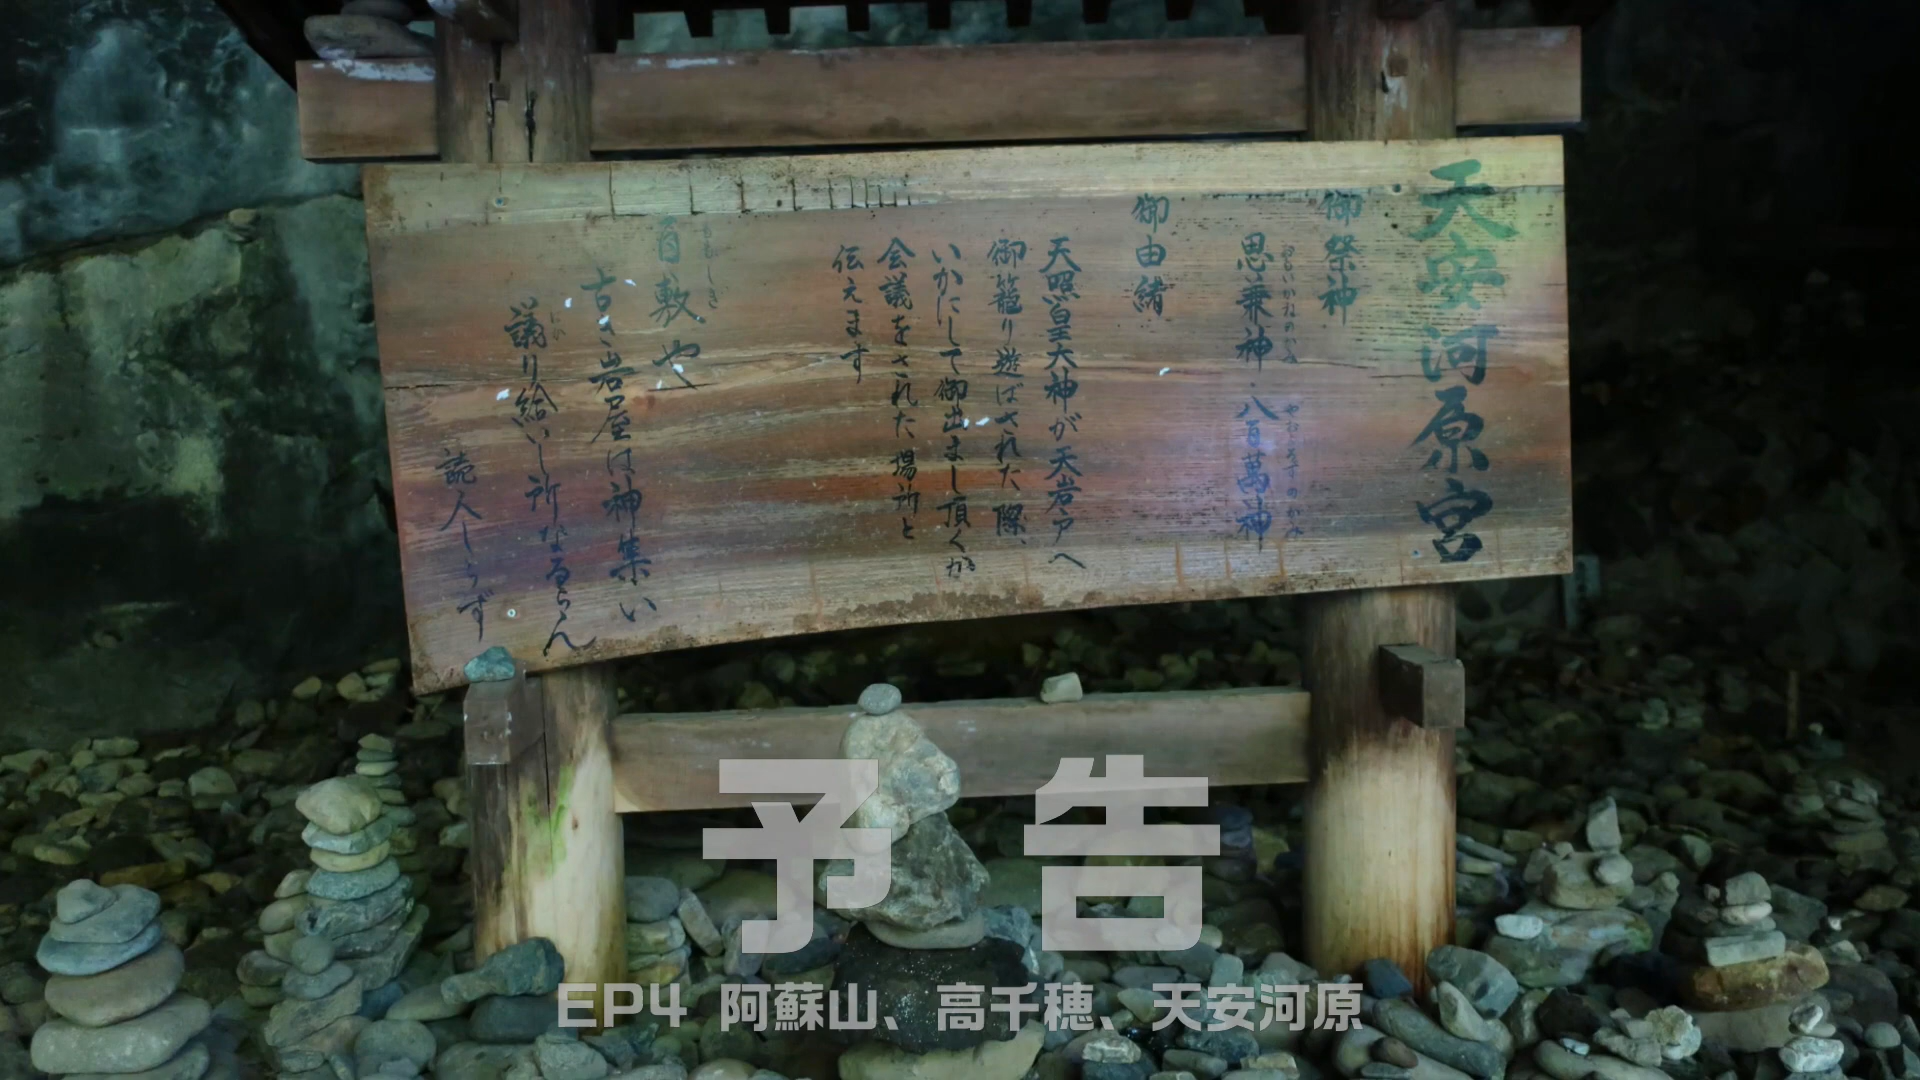 天安河原宮
御祭神
思兼神・八百萬神
おもいかねのかみ
やおよろずのかみ
御由緒
天照皇大神が天岩戸へ
御籠り遊ばされた際、
いかにして御出まし頂くか
会議をされた場所と
伝えます
百敷や
ももしき
古き岩屋は神集い
議り給いし所なるらん
読人しらず
予告
EP4 阿蘇山、高千穂、天安河原